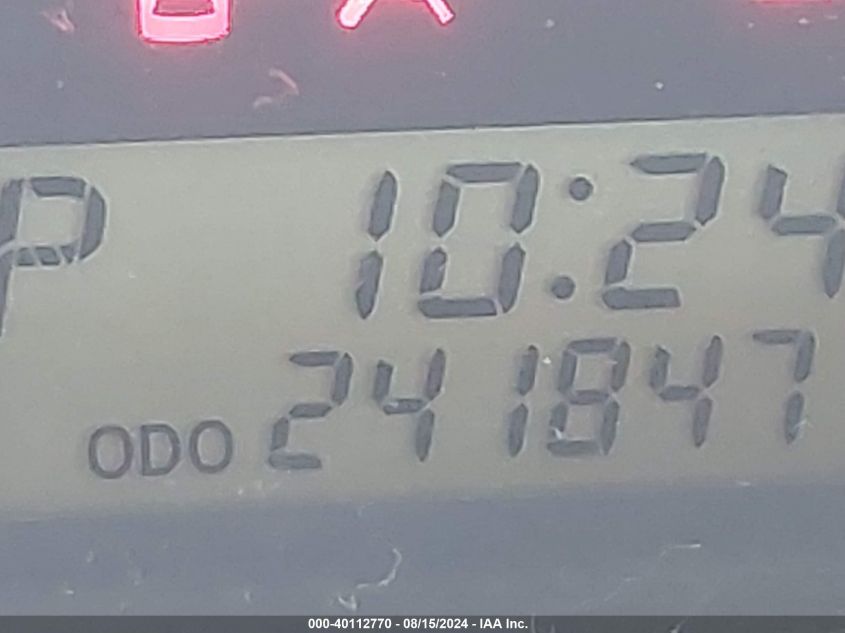 P 10:24
ODO 241847
000-40112770 - 08/15/2024 - IAA Inc.